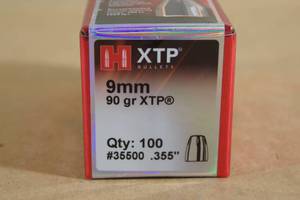 H XTP®
BULLETS
9mm
90 gr XTP®
Qty: 100
#35500 .355"